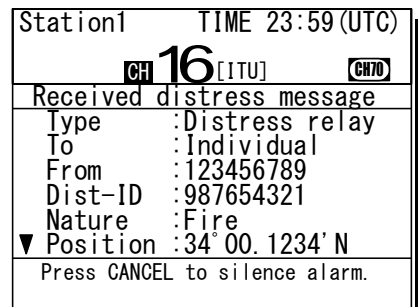 Station1 TIME 23:59(UTC)
CH 16 [ITU] CH70
Received distress message
Type :Distress relay
To :Individual
From :123456789
Dist-ID :987654321
Nature :Fire
▼ Position :34°00.1234'N
Press CANCEL to silence alarm.